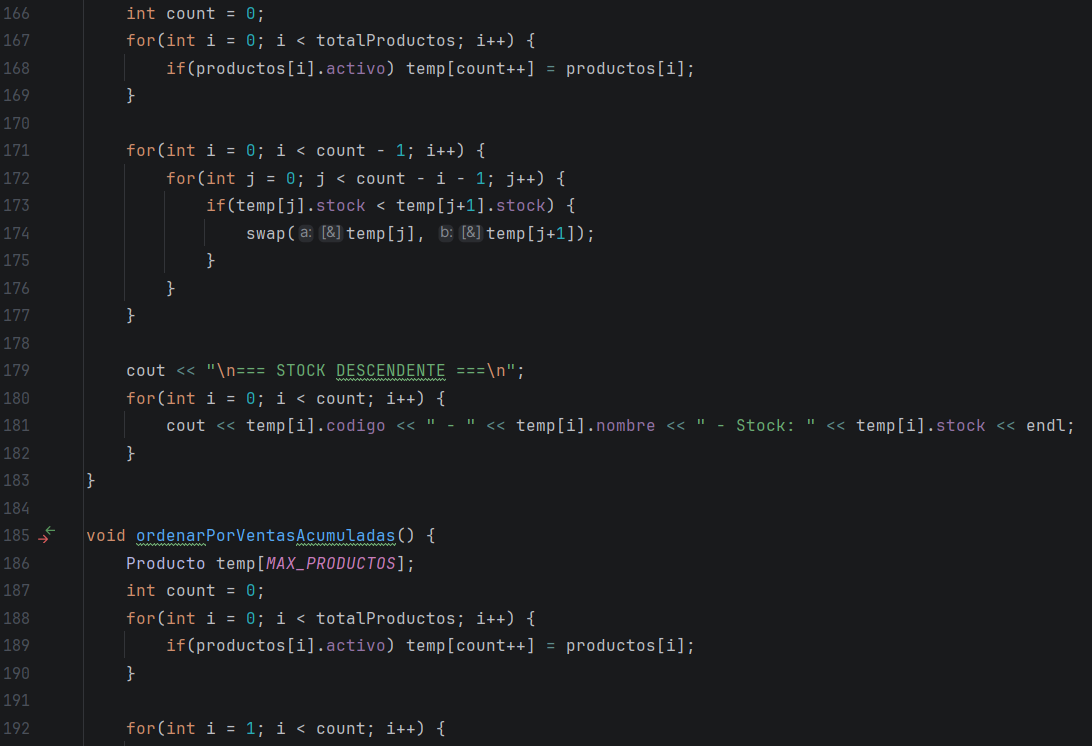 166 int count = 0;
167 for(int i = 0; i < totalProductos; i++) {
168 if(productos[i].activo) temp[count++] = productos[i];
169 }
170
171 for(int i = 0; i < count - 1; i++) {
172 for(int j = 0; j < count - i - 1; j++) {
173 if(temp[j].stock < temp[j+1].stock) {
174 swap(a: [&]temp[j], b: [&]temp[j+1]);
175 }
176 }
177 }
178
179 cout << "\n=== STOCK DESCENDENTE ===\n";
180 for(int i = 0; i < count; i++) {
181 cout << temp[i].codigo << " - " << temp[i].nombre << " - Stock: " << temp[i].stock << endl;
182 }
183 }
184
185 void ordenarPorVentasAcumuladas() {
186 Producto temp[MAX_PRODUCTOS];
187 int count = 0;
188 for(int i = 0; i < totalProductos; i++) {
189 if(productos[i].activo) temp[count++] = productos[i];
190 }
191
192 for(int i = 1; i < count; i++) {